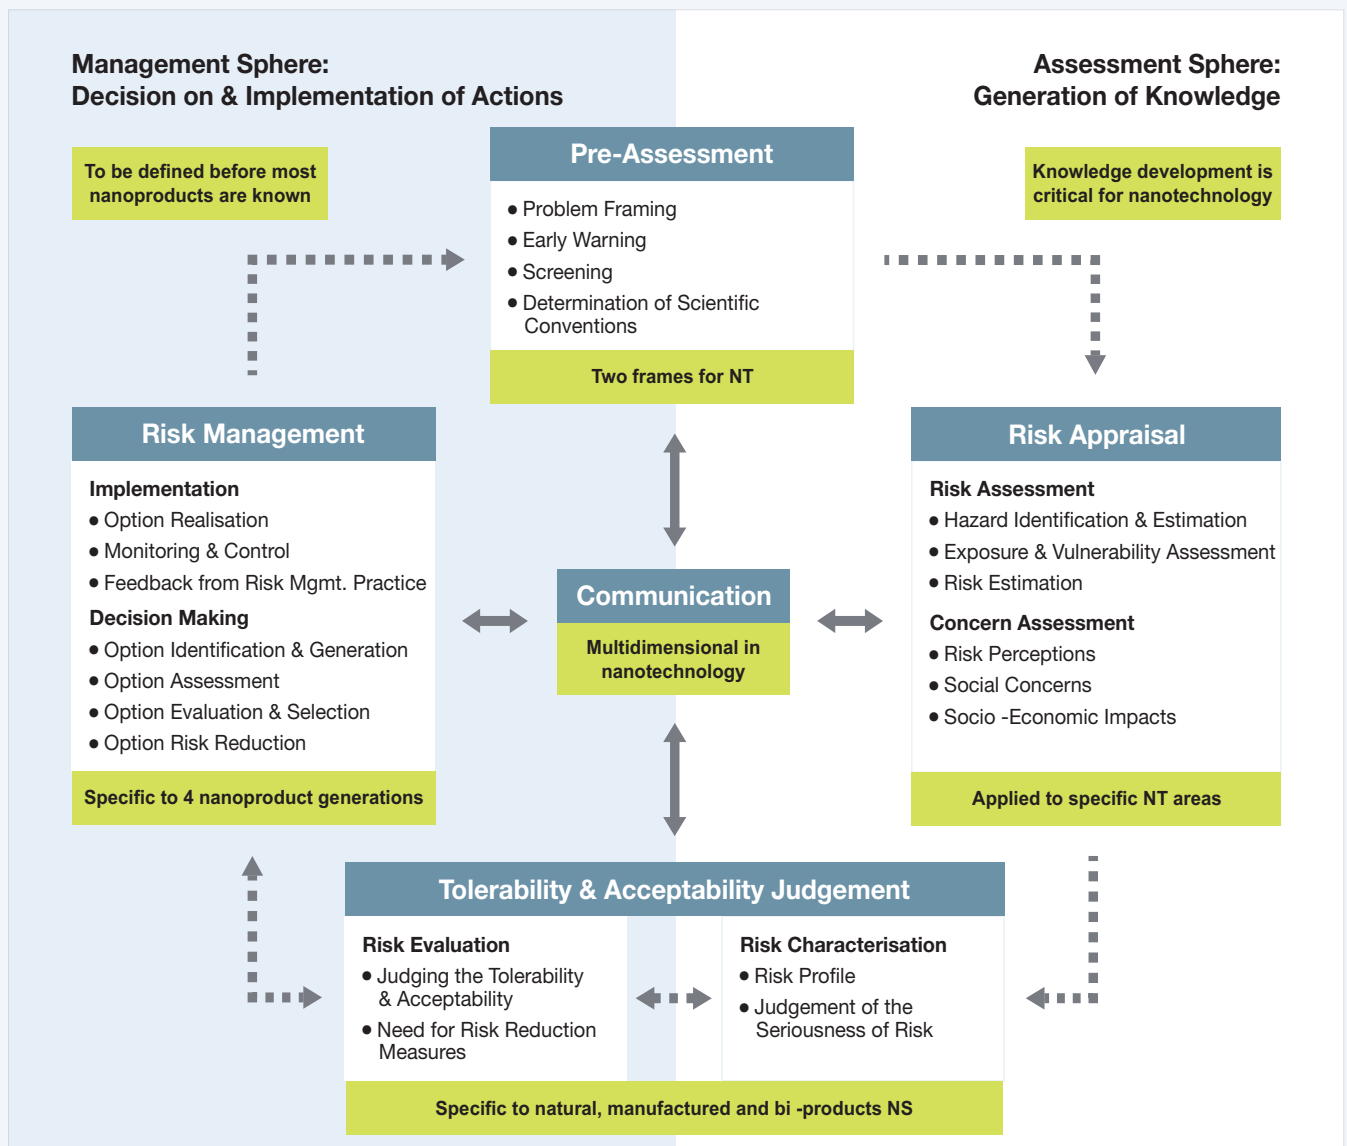 Management Sphere:
Decision on & Implementation of Actions
Assessment Sphere:
Generation of Knowledge
To be defined before most
nanoproducts are known
Pre-Assessment
• Problem Framing
• Early Warning
• Screening
• Determination of Scientific
Conventions
Two frames for NT
Knowledge development is
critical for nanotechnology
Risk Management
Implementation
• Option Realisation
• Monitoring & Control
• Feedback from Risk Mgmt. Practice
Decision Making
• Option Identification & Generation
• Option Assessment
• Option Evaluation & Selection
• Option Risk Reduction
Specific to 4 nanoproduct generations
Communication
Multidimensional in
nanotechnology
Risk Appraisal
Risk Assessment
• Hazard Identification & Estimation
• Exposure & Vulnerability Assessment
• Risk Estimation
Concern Assessment
• Risk Perceptions
• Social Concerns
• Socio -Economic Impacts
Applied to specific NT areas
Tolerability & Acceptability Judgement
Risk Evaluation
• Judging the Tolerability
& Acceptability
• Need for Risk Reduction
Measures
Risk Characterisation
• Risk Profile
• Judgement of the
Seriousness of Risk
Specific to natural, manufactured and bi -products NS